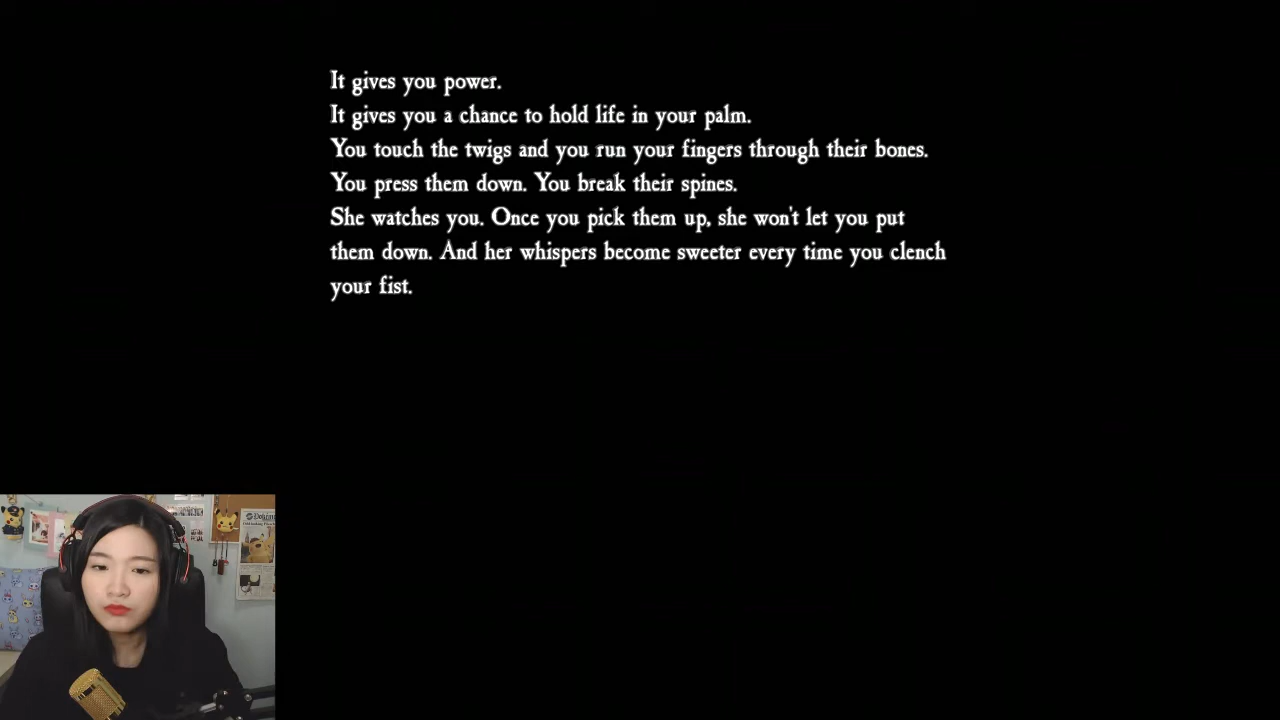 It gives you power.
It gives you a chance to hold life in your palm.
You touch the twigs and you run your fingers through their bones.
You press them down. You break their spines.
She watches you. Once you pick them up, she won't let you put
them down. And her whispers become sweeter every time you clench
your fist.